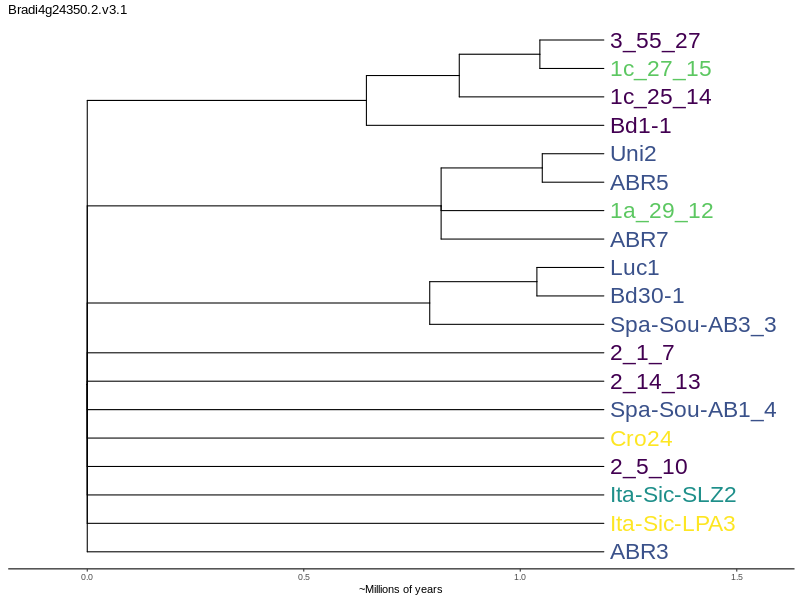 Bradi4g24350.2.v3.1
3_55_27
1c_27_15
1c_25_14
Bd1-1
Uni2
ABR5
1a_29_12
ABR7
Luc1
Bd30-1
Spa-Sou-AB3_3
2_1_7
2_14_13
Spa-Sou-AB1_4
Cro24
2_5_10
Ita-Sic-SLZ2
Ita-Sic-LPA3
ABR3
0.0 0.5 1.0 1.5
~Millions of years